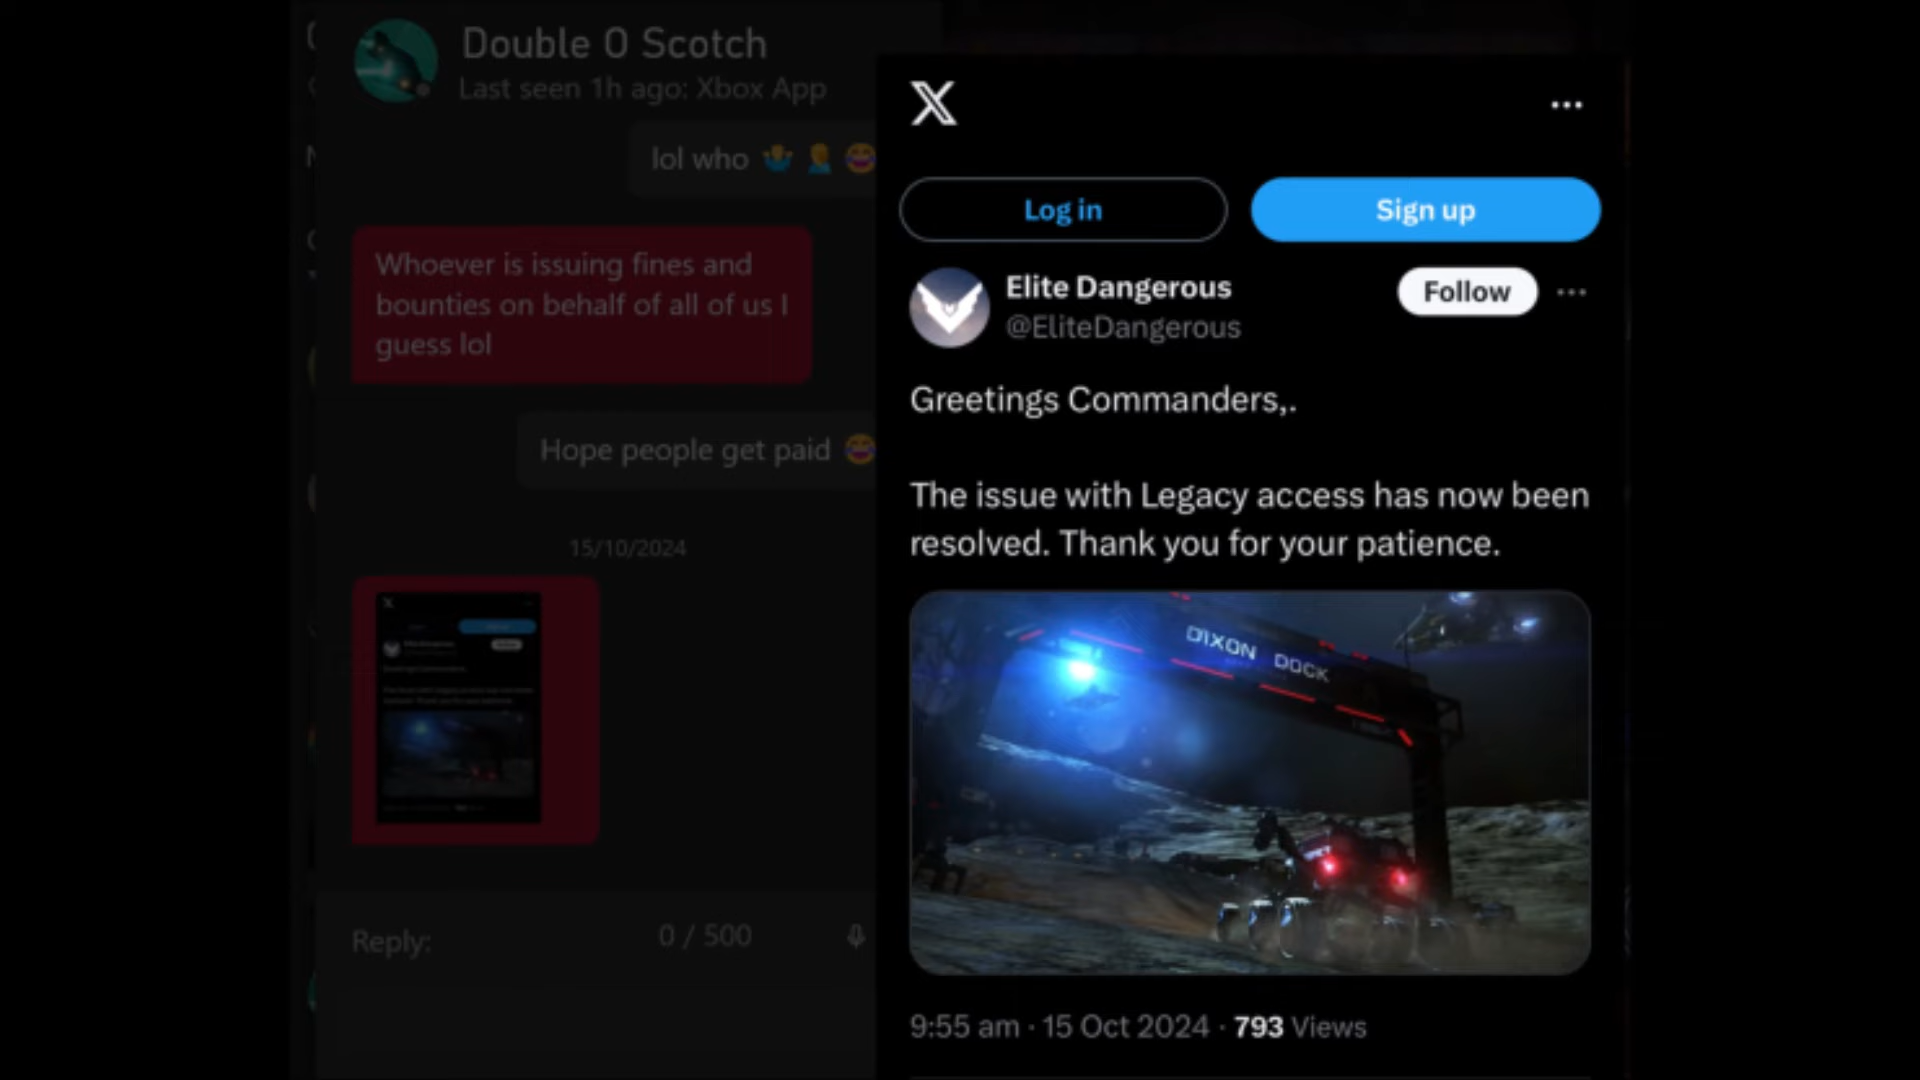 Double O Scotch
Last seen 1h ago: Xbox App
lol who 🤷 🤦 😂
Whoever is issuing fines and
bounties on behalf of all of us I
guess lol
Hope people get paid 😂
15/10/2024
Reply:
0 / 500
X
Log in
Sign up
Elite Dangerous
@EliteDangerous
Follow
Greetings Commanders,.
The issue with Legacy access has now been
resolved. Thank you for your patience.
DIXON DOCK
9:55 am · 15 Oct 2024 · 793 Views